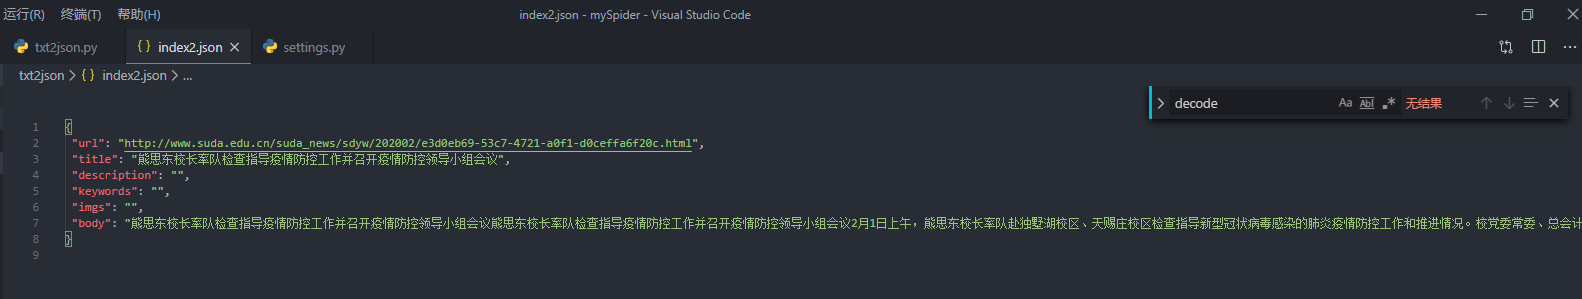 运行(R) 终端(T) 帮助(H) index2.json - mySpider - Visual Studio Code
txt2json.py {} index2.json × settings.py ...
txt2json > {} index2.json > ...
> decode Aa Abl .* 无结果
1 {
2 "url": "http://www.suda.edu.cn/suda_news/sdyw/202002/e3d0eb69-53c7-4721-a0f1-d0ceffa6f20c.html",
3 "title": "熊思东校长率队检查指导疫情防控工作并召开疫情防控领导小组会议",
4 "description": "",
5 "keywords": "",
6 "imgs": "",
7 "body": "熊思东校长率队检查指导疫情防控工作并召开疫情防控领导小组会议熊思东校长率队检查指导疫情防控工作并召开疫情防控领导小组会议2月1日上午，熊思东校长率队赴独墅湖校区、天赐庄校区检查指导新型冠状病毒感染的肺炎疫情防控工作和推进情况。校党委常委、总会计
8 }
9